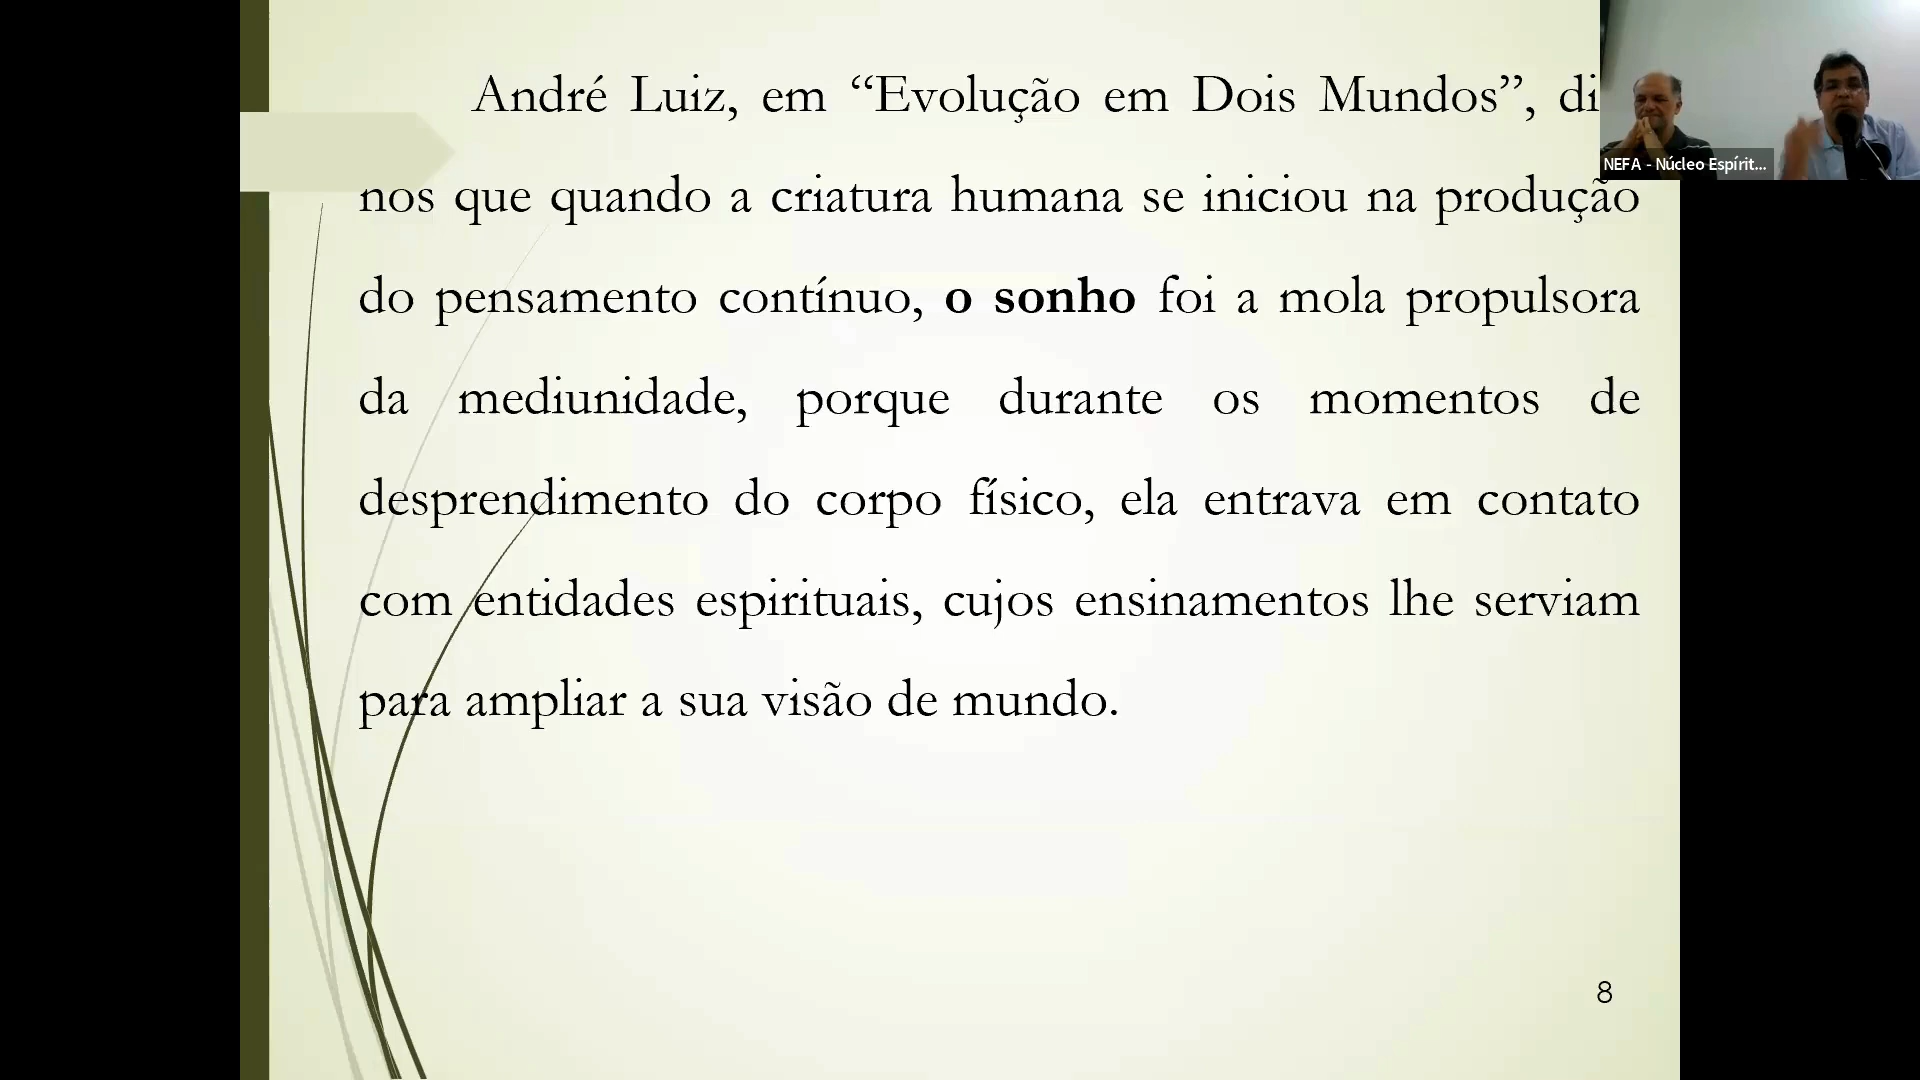 André Luiz, em “Evolução em Dois Mundos”, di
nos que quando a criatura humana se iniciou na produção
do pensamento contínuo, o sonho foi a mola propulsora
da mediunidade, porque durante os momentos de
desprendimento do corpo físico, ela entrava em contato
com entidades espirituais, cujos ensinamentos lhe serviam
para ampliar a sua visão de mundo.
NEFA - Núcleo Espírit...
8